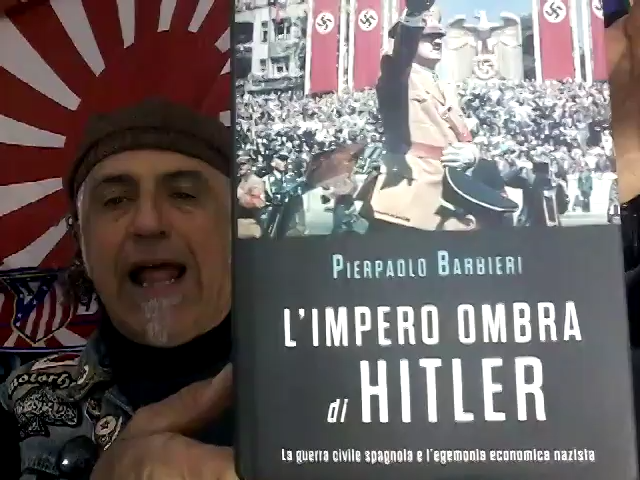 PIERPAOLO BARBIERI
L'IMPERO OMBRA
di HITLER
La guerra civile spagnola e l'egemonia economica nazista